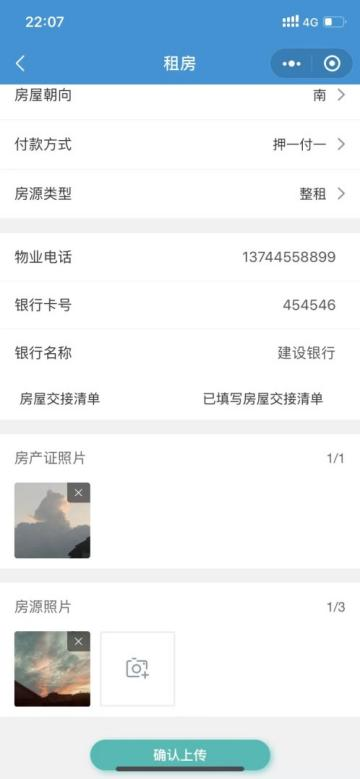 22:07
4G
租房
房屋朝向 南
付款方式 押一付一
房源类型 整租
物业电话 13744558899
银行卡号 454546
银行名称 建设银行
房屋交接清单 已填写房屋交接清单
房产证照片 1/1
房源照片 1/3
确认上传